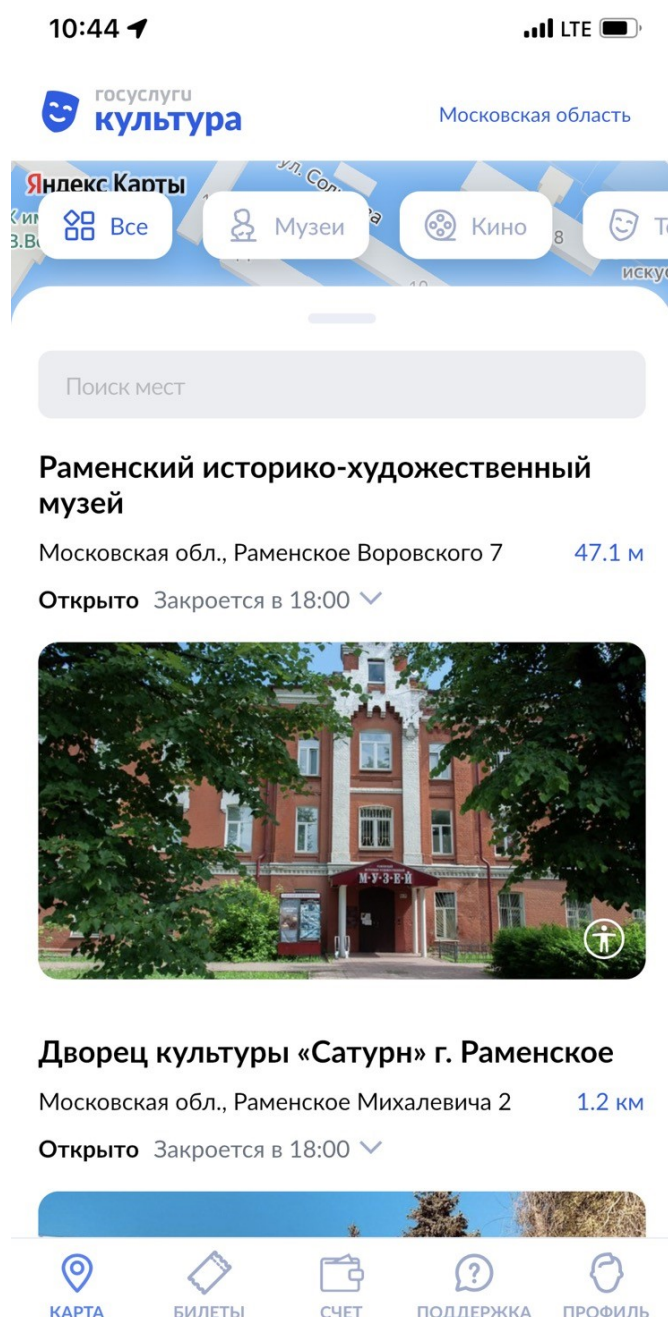 10:44
LTE
госуслуги
культура
Московская область
Яндекс Карты
Все
Музеи
Кино
8
Поиск мест
Раменский историко-художественный
музей
Московская обл., Раменское Воровского 7
47.1 м
Открыто Закроется в 18:00
М·У·З·Е·Й
Дворец культуры «Сатурн» г. Раменское
Московская обл., Раменское Михалевича 2
1.2 км
Открыто Закроется в 18:00
КАРТА
БИЛЕТЫ
СЧЕТ
ПОДДЕРЖКА
ПРОФИЛЬ